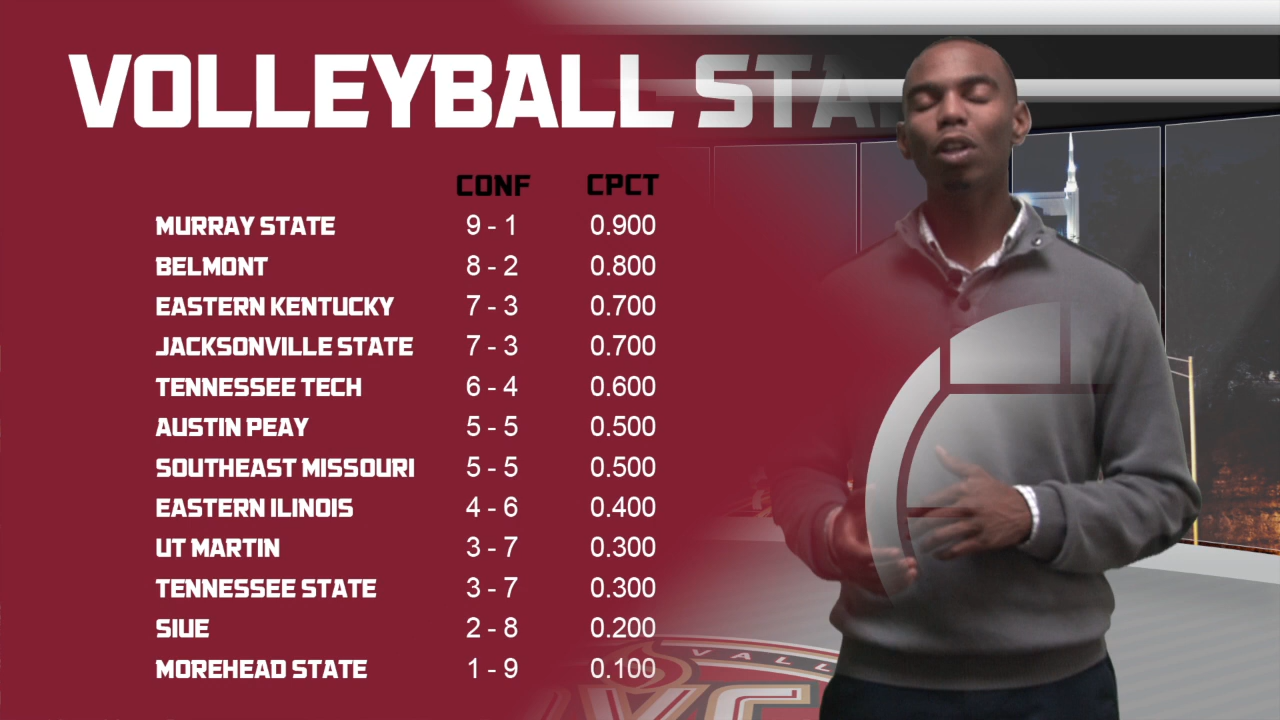 VOLLEYBALL STA
CONF CPCT
MURRAY STATE 9 - 1 0.900
BELMONT 8 - 2 0.800
EASTERN KENTUCKY 7 - 3 0.700
JACKSONVILLE STATE 7 - 3 0.700
TENNESSEE TECH 6 - 4 0.600
AUSTIN PEAY 5 - 5 0.500
SOUTHEAST MISSOURI 5 - 5 0.500
EASTERN ILINOIS 4 - 6 0.400
UT MARTIN 3 - 7 0.300
TENNESSEE STATE 3 - 7 0.300
SIUE 2 - 8 0.200
MOREHEAD STATE 1 - 9 0.100
VALL